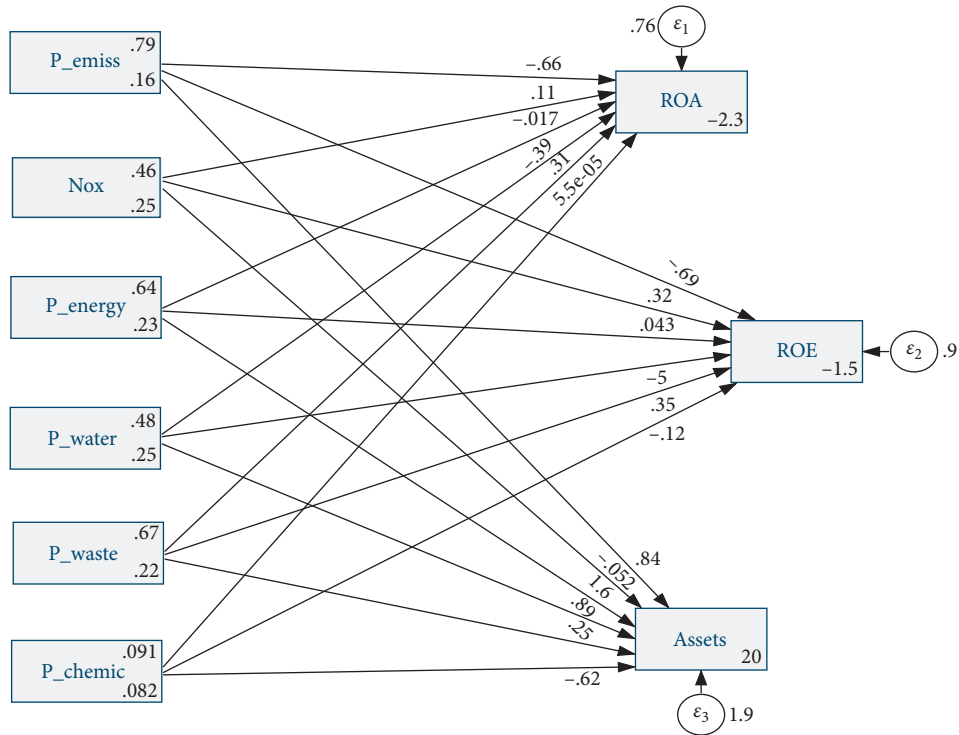 P_emiss
.79
.16
Nox
.46
.25
P_energy
.64
.23
P_water
.48
.25
P_waste
.67
.22
P_chemic
.091
.082
–.66
.11
–.017
–.39
.31
5.5e-05
.76
ε1
ROA
–2.3
–.69
.32
.043
–5
.35
–.12
ROE
–1.5
ε2
.9
.84
–.052
1.6
.89
.25
–.62
Assets
20
ε3
1.9